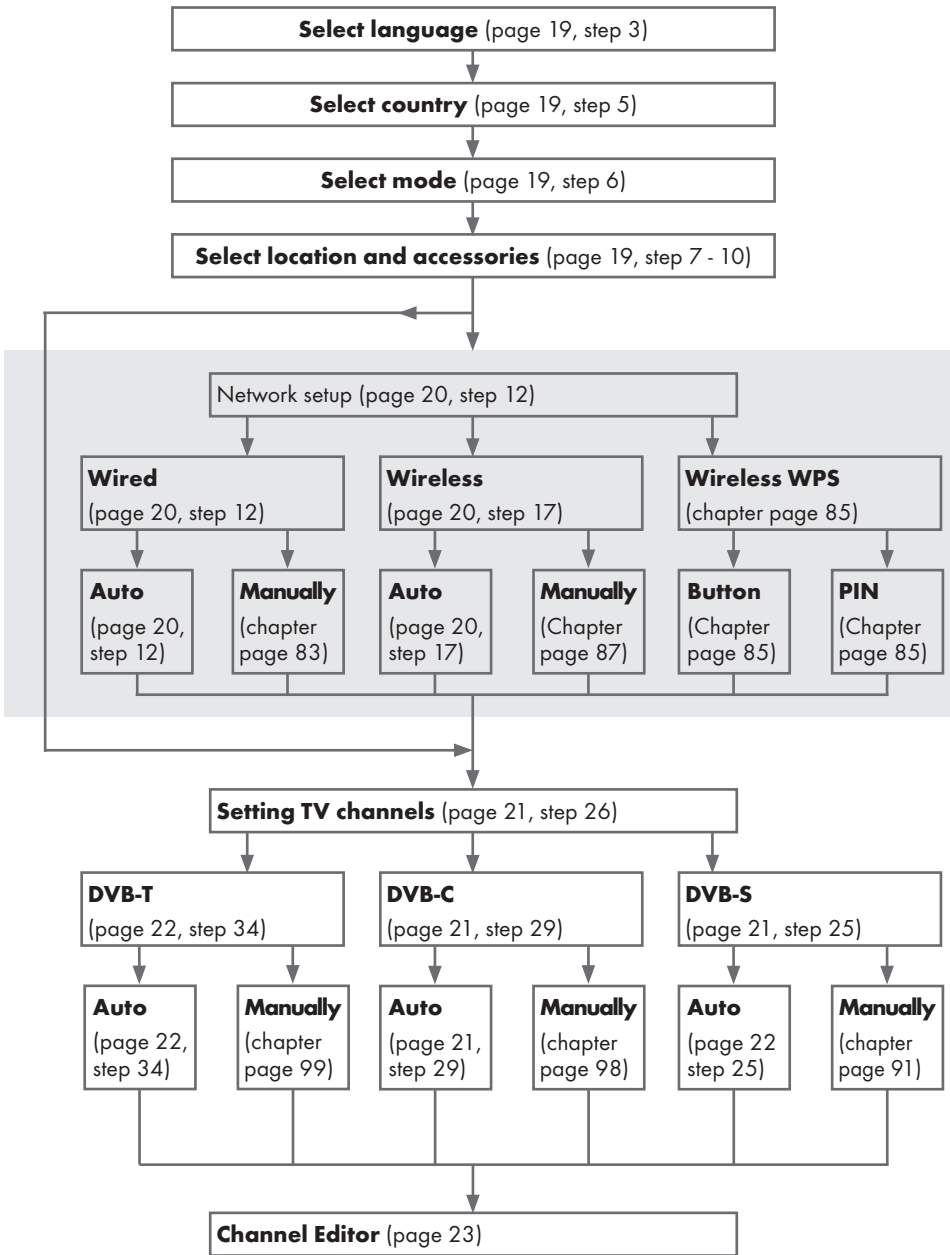 Select language (page 19, step 3)
Select country (page 19, step 5)
Select mode (page 19, step 6)
Select location and accessories (page 19, step 7 - 10)
Network setup (page 20, step 12)
Wired
(page 20, step 12)
Wireless
(page 20, step 17)
Wireless WPS
(chapter page 85)
Auto
(page 20,
step 12)
Manually
(chapter
page 83)
Auto
(page 20,
step 17)
Manually
(Chapter
page 87)
Button
(Chapter
page 85)
PIN
(Chapter
page 85)
Setting TV channels (page 21, step 26)
DVB-T
(page 22, step 34)
DVB-C
(page 21, step 29)
DVB-S
(page 21, step 25)
Auto
(page 22,
step 34)
Manually
(chapter
page 99)
Auto
(page 21,
step 29)
Manually
(chapter
page 98)
Auto
(page 22
step 25)
Manually
(chapter
page 91)
Channel Editor (page 23)